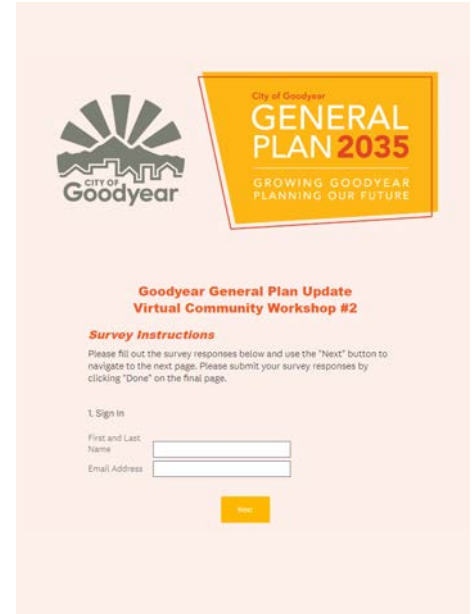 CITY OF
Goodyear
City of Goodyear
GENERAL
PLAN 2035
GROWING GOODYEAR
PLANNING OUR FUTURE
Goodyear General Plan Update
Virtual Community Workshop #2
Survey Instructions
Please fill out the survey responses below and use the "Next" button to
navigate to the next page. Please submit your survey responses by
clicking "Done" on the final page.
1. Sign In
First and Last
Name
Email Address
Next